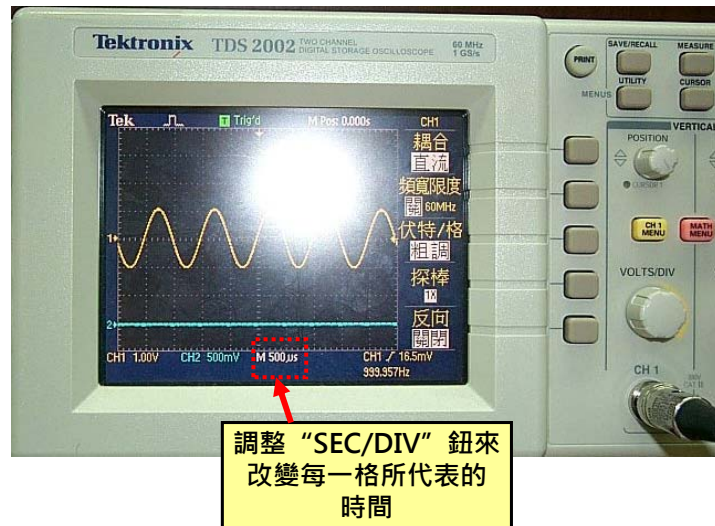 Tektronix TDS 2002 TWO CHANNEL DIGITAL STORAGE OSCILLOSCOPE 60 MHz 1 GS/s
PRINT
SAVE/RECALL MEASURE
UTILITY CURSOR
MENUS
VERTICAL
POSITION
CURSOR 1
CH 1 MENU
MATH MENU
VOLTS/DIV
CH 1
Tek T Trig'd M Pos: 0.000s CH1
耦合
直流
頻寬限度
關 60MHz
伏特/格
粗調
探棒
1X
反向
關閉
1
2
CH1 1.00V CH2 500mV M 500µs CH1 16.5mV
999.957Hz
調整“SEC/DIV”鈕來
改變每一格所代表的
時間